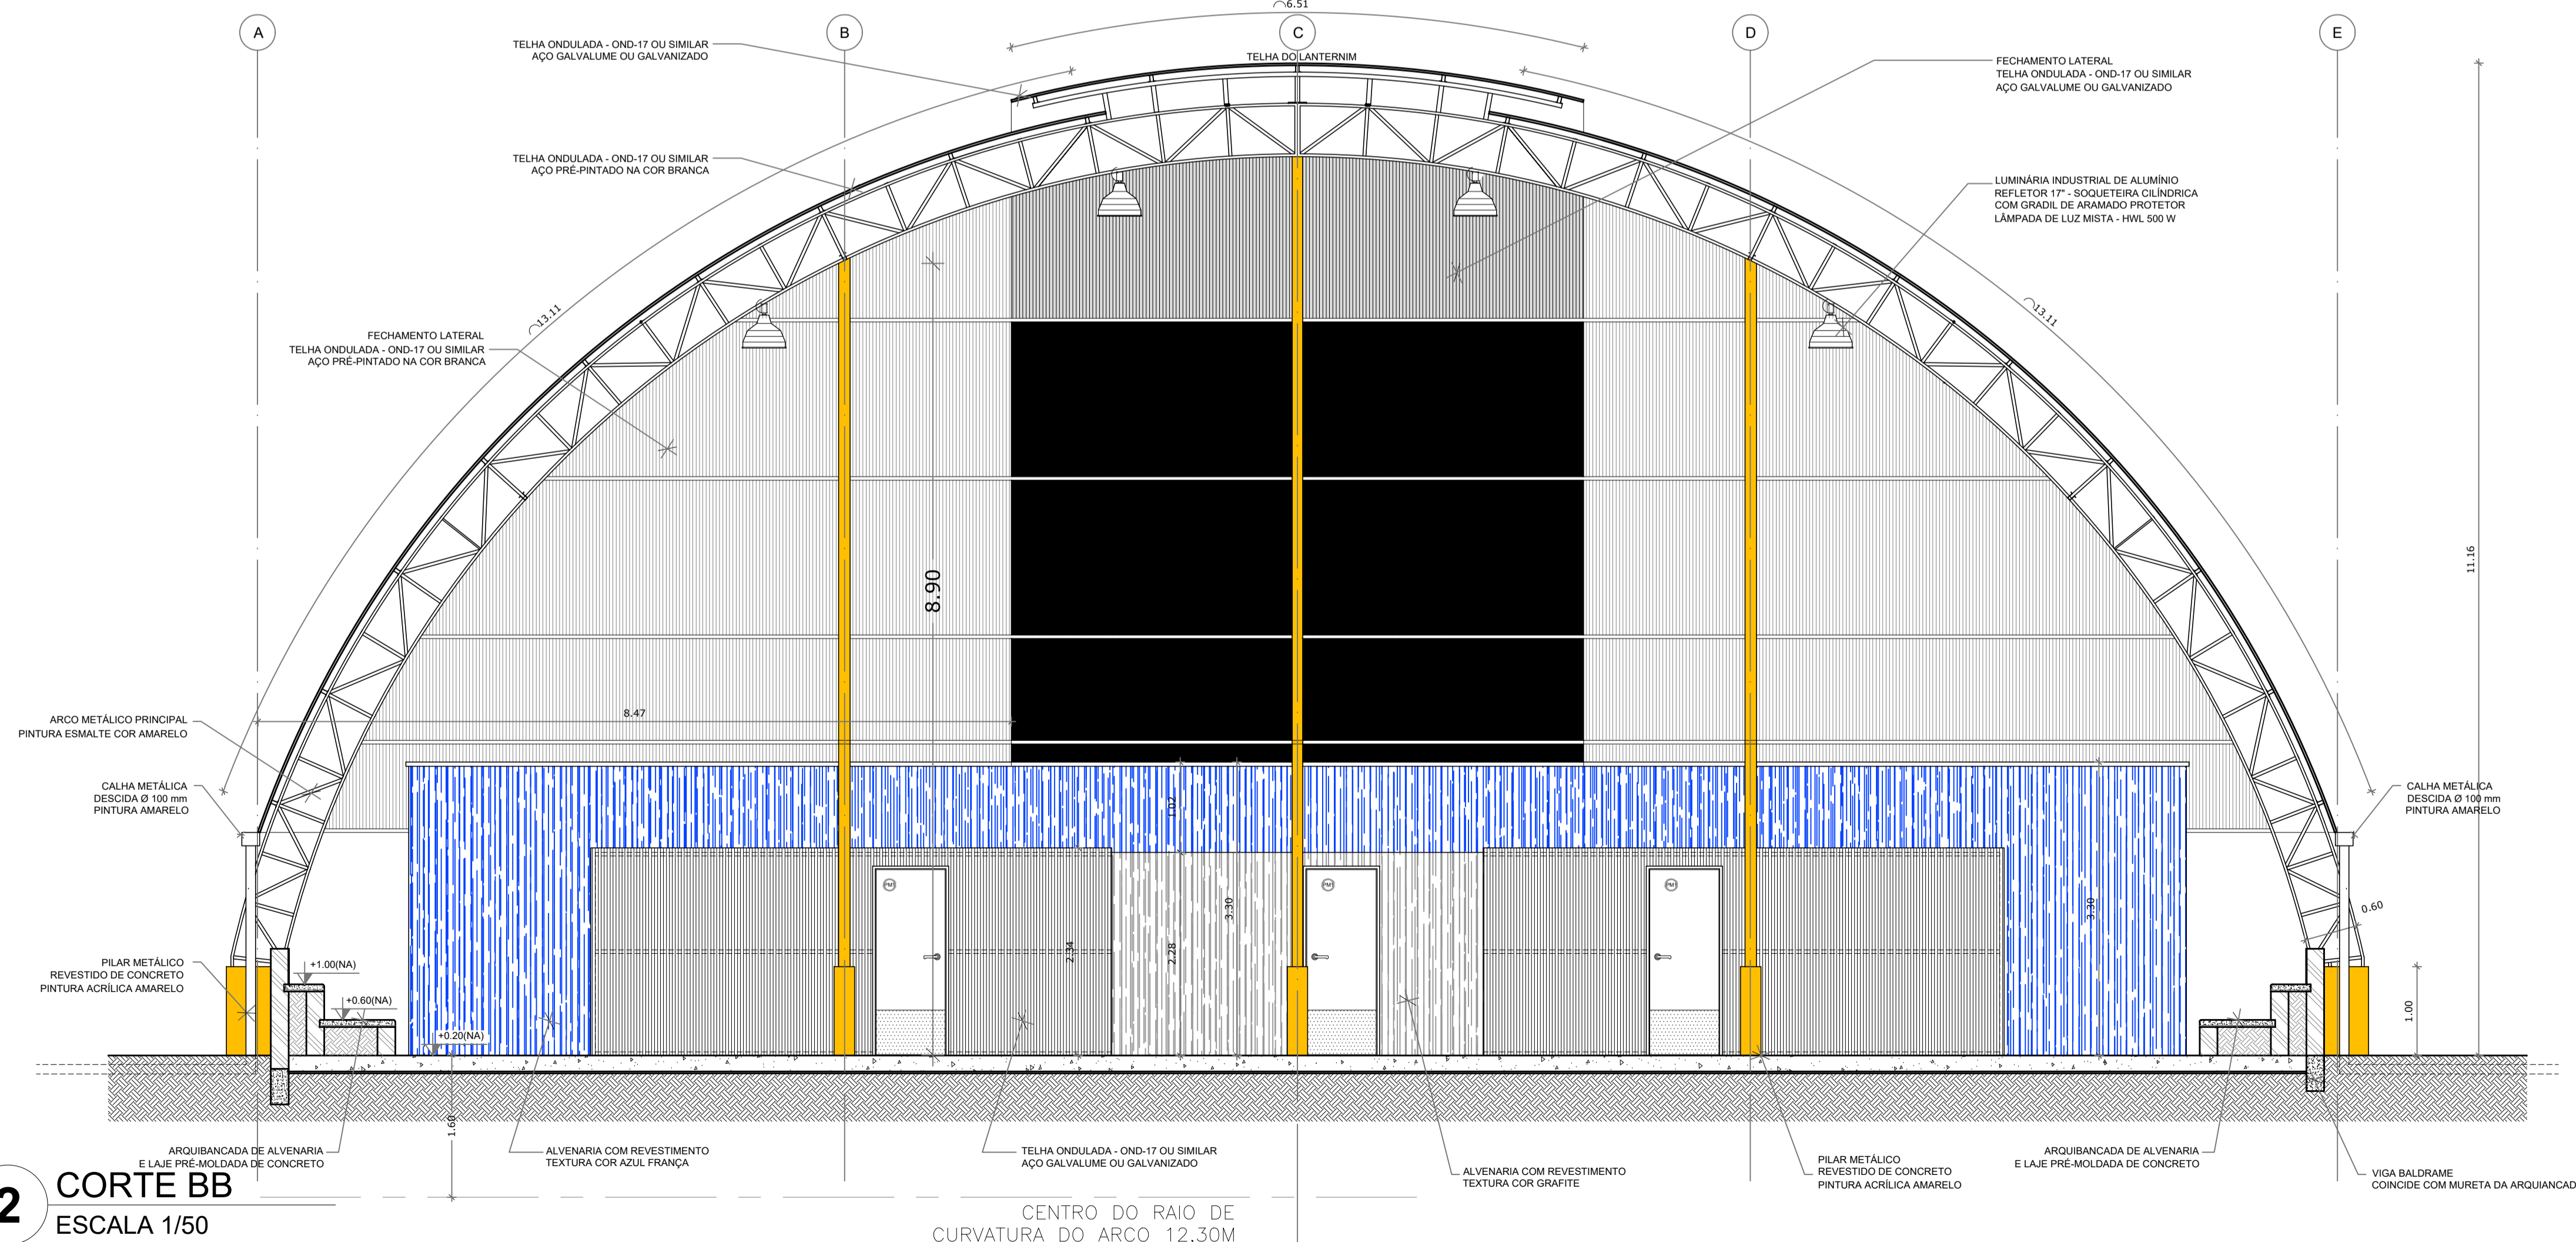 6.51
A
B
C
D
E
TELHA ONDULADA - OND-17 OU SIMILAR
AÇO GALVALUME OU GALVANIZADO
TELHA DO LANTERNIM
FECHAMENTO LATERAL
TELHA ONDULADA - OND-17 OU SIMILAR
AÇO GALVALUME OU GALVANIZADO
TELHA ONDULADA - OND-17 OU SIMILAR
AÇO PRÉ-PINTADO NA COR BRANCA
LUMINÁRIA INDUSTRIAL DE ALUMÍNIO
REFLETOR 17" - SOQUETEIRA CILÍNDRICA
COM GRADIL DE ARAMADO PROTETOR
LÂMPADA DE LUZ MISTA - HWL 500 W
13.11
13.11
FECHAMENTO LATERAL
TELHA ONDULADA - OND-17 OU SIMILAR
AÇO PRÉ-PINTADO NA COR BRANCA
8.90
11.16
8.47
ARCO METÁLICO PRINCIPAL
PINTURA ESMALTE COR AMARELO
CALHA METÁLICA
DESCIDA Ø 100 mm
PINTURA AMARELO
CALHA METÁLICA
DESCIDA Ø 100 mm
PINTURA AMARELO
1.02
PM1
PM1
PM1
3.30
3.30
0.60
2.34
2.28
PILAR METÁLICO
REVESTIDO DE CONCRETO
PINTURA ACRÍLICA AMARELO
+1.00(NA)
+0.60(NA)
+0.20(NA)
1.00
1.60
ARQUIBANCADA DE ALVENARIA
E LAJE PRÉ-MOLDADA DE CONCRETO
ALVENARIA COM REVESTIMENTO
TEXTURA COR AZUL FRANÇA
TELHA ONDULADA - OND-17 OU SIMILAR
AÇO GALVALUME OU GALVANIZADO
ALVENARIA COM REVESTIMENTO
TEXTURA COR GRAFITE
PILAR METÁLICO
REVESTIDO DE CONCRETO
PINTURA ACRÍLICA AMARELO
ARQUIBANCADA DE ALVENARIA
E LAJE PRÉ-MOLDADA DE CONCRETO
VIGA BALDRAME
COINCIDE COM MURETA DA ARQUIANCAD
2
CORTE BB
ESCALA 1/50
CENTRO DO RAIO DE
CURVATURA DO ARCO 12,30M